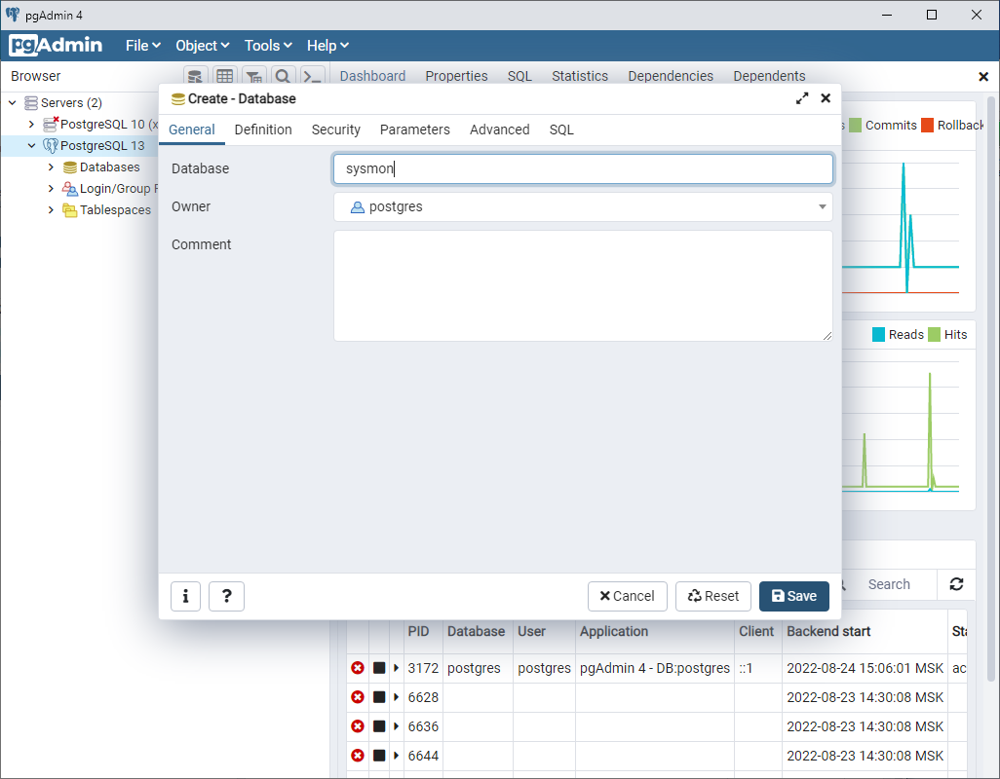 pgAdmin 4
pgAdmin File Object Tools Help
Browser Dashboard Properties SQL Statistics Dependencies Dependents
Create - Database
General Definition Security Parameters Advanced SQL
Database sysmon
Owner postgres
Comment
Cancel Reset Save
Servers (2)
PostgreSQL 10 (x
PostgreSQL 13
Databases
Login/Group
Tablespaces
Commits Rollback
Reads Hits
Search
PID Database User Application Client Backend start
3172 postgres postgres pgAdmin 4 - DB:postgres ::1 2022-08-24 15:06:01 MSK ac
6628 2022-08-23 14:30:08 MSK
6636 2022-08-23 14:30:08 MSK
6644 2022-08-23 14:30:08 MSK